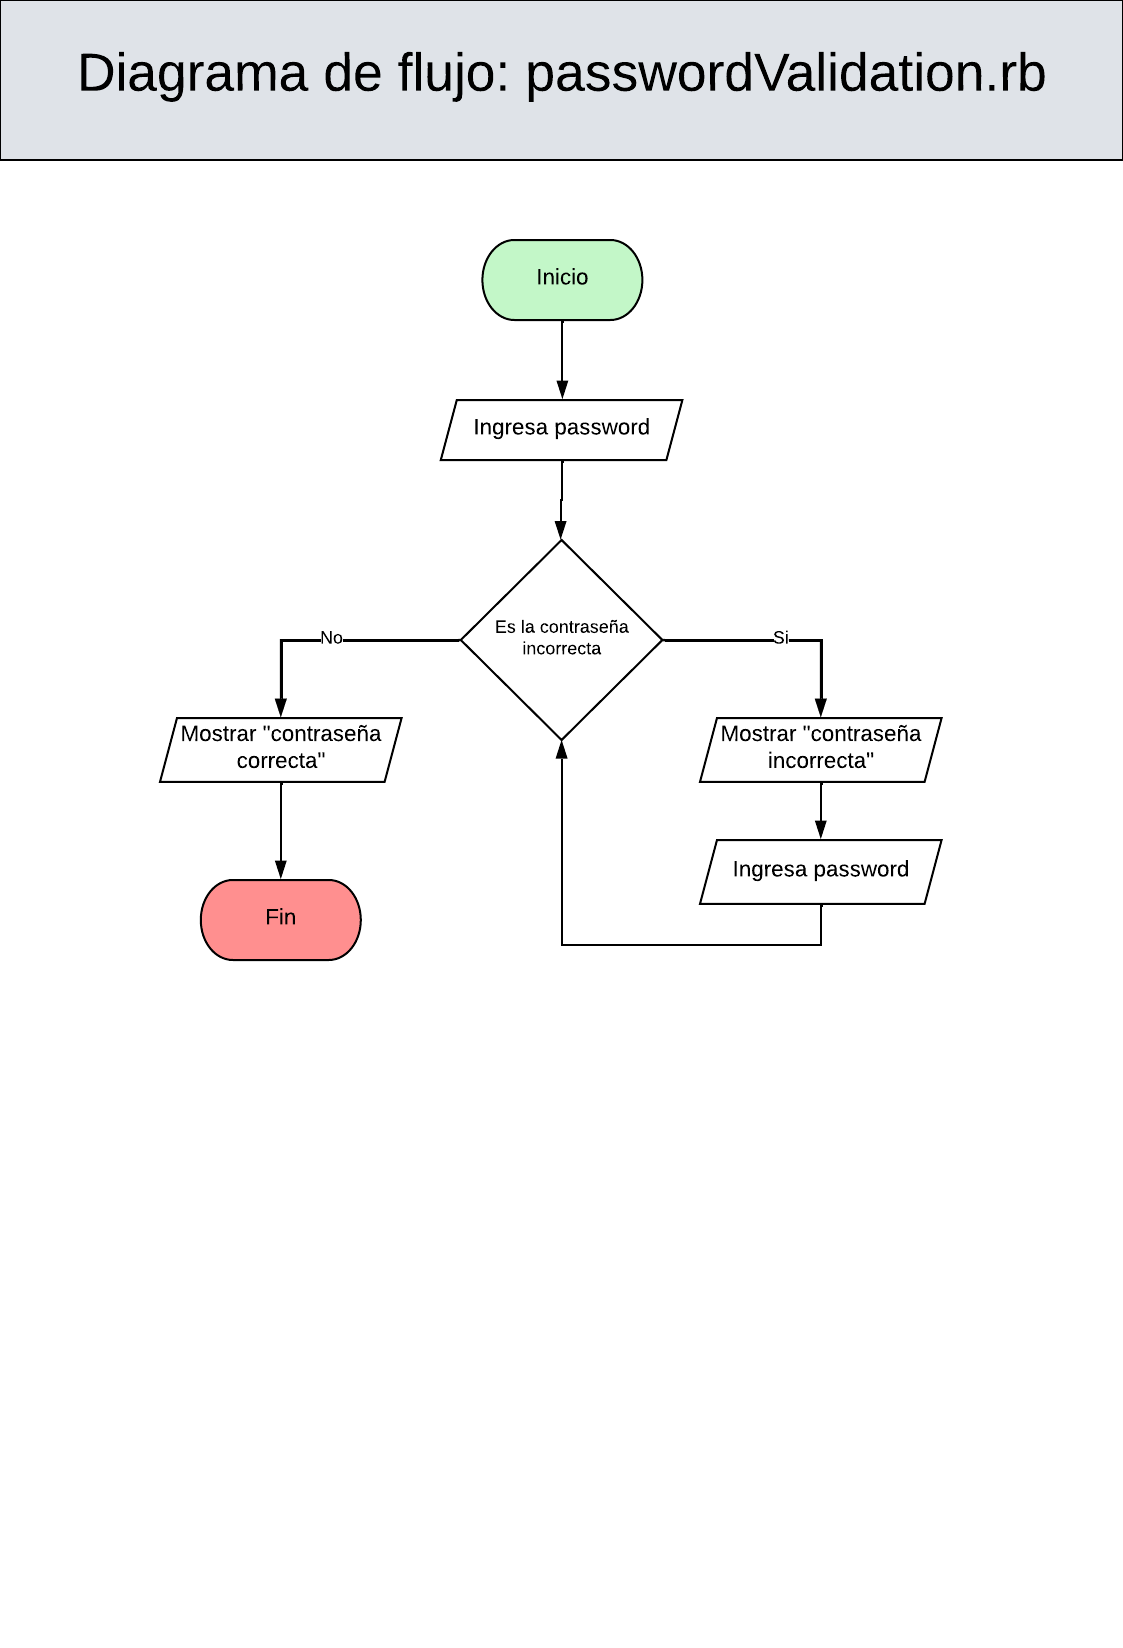 Diagrama de flujo: passwordValidation.rb
Inicio
Ingresa password
Es la contraseña
incorrecta
No
Si
Mostrar "contraseña
correcta"
Mostrar "contraseña
incorrecta"
Ingresa password
Fin